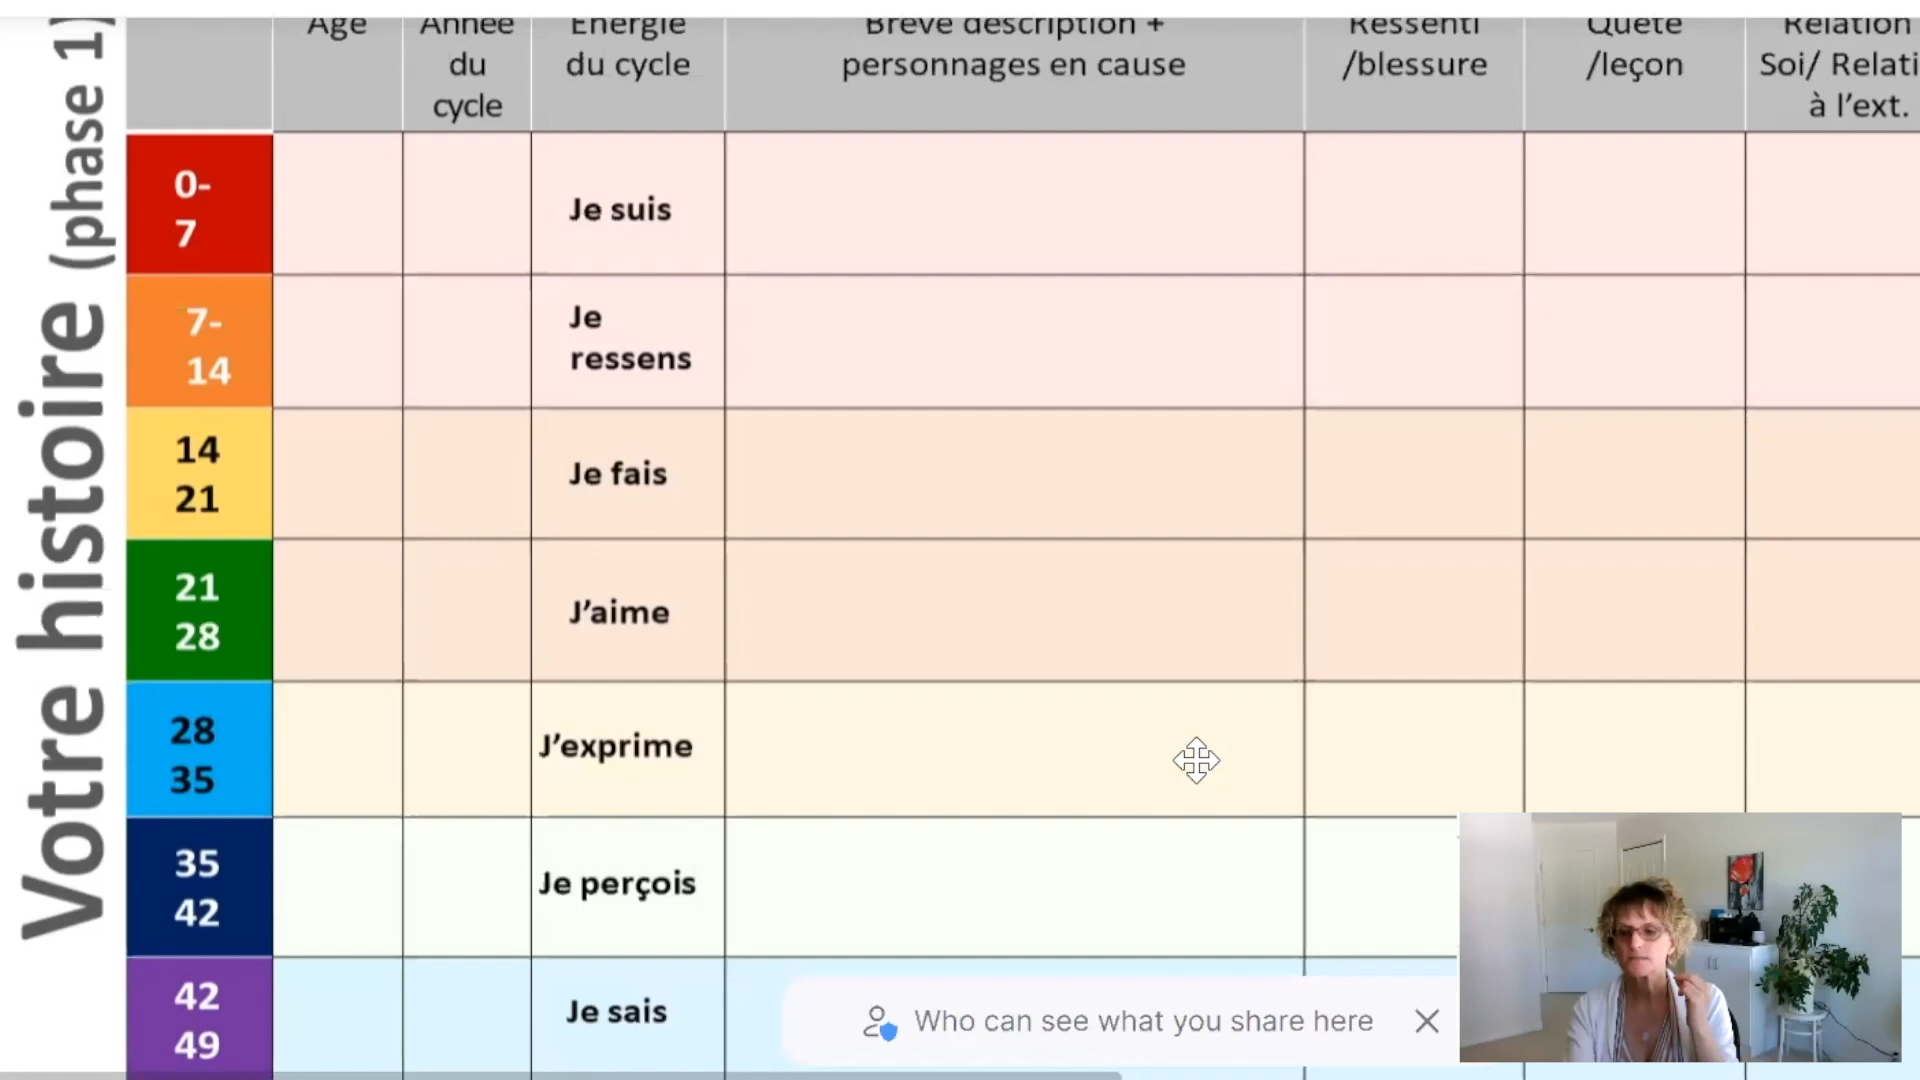 Votre histoire (phase 1)
Age
Année
du
cycle
Énergie
du cycle
Brève description +
personnages en cause
Ressenti
/blessure
Quête
/leçon
Relation
Soi/ Relati
à l'ext.
0-
7
Je suis
7-
14
Je
ressens
14
21
Je fais
21
28
J'aime
28
35
J'exprime
35
42
Je perçois
42
49
Je sais
Who can see what you share here